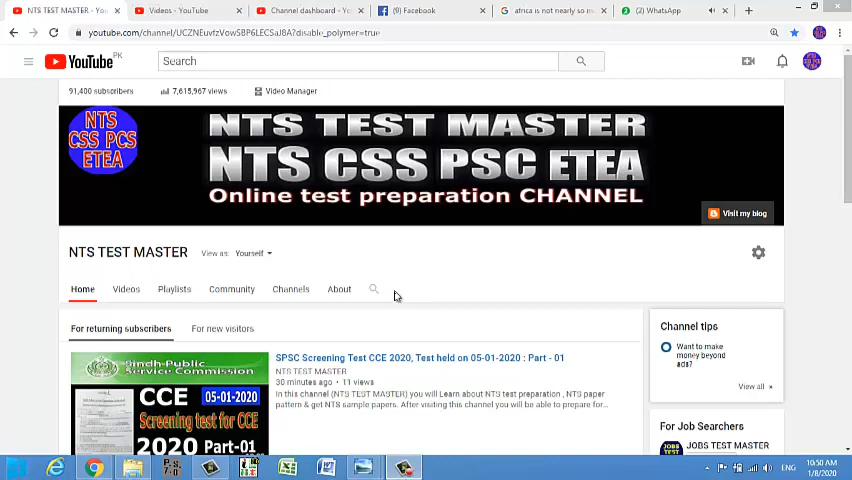 NTS TEST MASTER - You
Videos - YouTube
Channel dashboard - Yo
(9) Facebook
africa is not nearly so m
(2) WhatsApp
youtube.com/channel/UCZNEuvfzVowSBP6LECSaJ8A?disable_polymer=true
YouTube PK
Search
91,400 subscribers
7,615,967 views
Video Manager
NTS
CSS PCS
ETEA
NTS TEST MASTER
NTS CSS PSC ETEA
Online test preparation CHANNEL
Visit my blog
NTS TEST MASTER
View as: Yourself
Home
Videos
Playlists
Community
Channels
About
For returning subscribers
For new visitors
Sindh Public
Service Commission
CCE 05-01-2020
Screening test for CCE
2020 Part-01
SPSC Screening Test CCE 2020, Test held on 05-01-2020 : Part - 01
NTS TEST MASTER
30 minutes ago • 11 views
In this channel (NTS TEST MASTER) you will Learn about NTS test preparation , NTS paper
pattern & get NTS sample papers. After visiting this channel you will be able to prepare for...
Channel tips
Want to make
money beyond
ads?
View all »
For Job Searchers
JOBS TEST MASTER
ENG
10:50 AM
1/8/2020